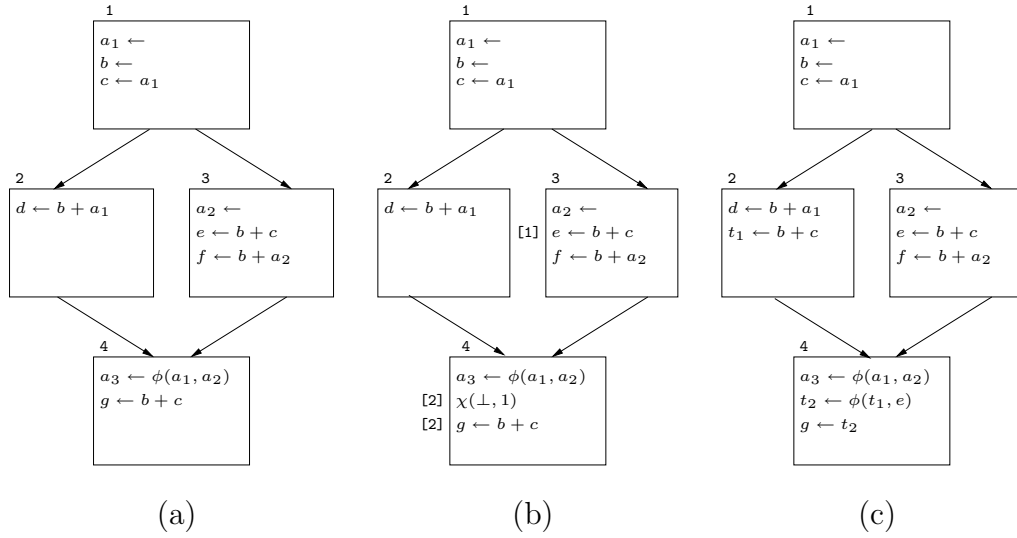 1
a₁ ←
b ←
c ← a₁
2
d ← b + a₁
3
a₂ ←
e ← b + c
f ← b + a₂
4
a₃ ← ϕ(a₁, a₂)
g ← b + c
(a)
1
a₁ ←
b ←
c ← a₁
2
d ← b + a₁
3
a₂ ←
[1] e ← b + c
f ← b + a₂
4
a₃ ← ϕ(a₁, a₂)
[2] χ(⊥, 1)
[2] g ← b + c
(b)
1
a₁ ←
b ←
c ← a₁
2
d ← b + a₁
t₁ ← b + c
3
a₂ ←
e ← b + c
f ← b + a₂
4
a₃ ← ϕ(a₁, a₂)
t₂ ← ϕ(t₁, e)
g ← t₂
(c)